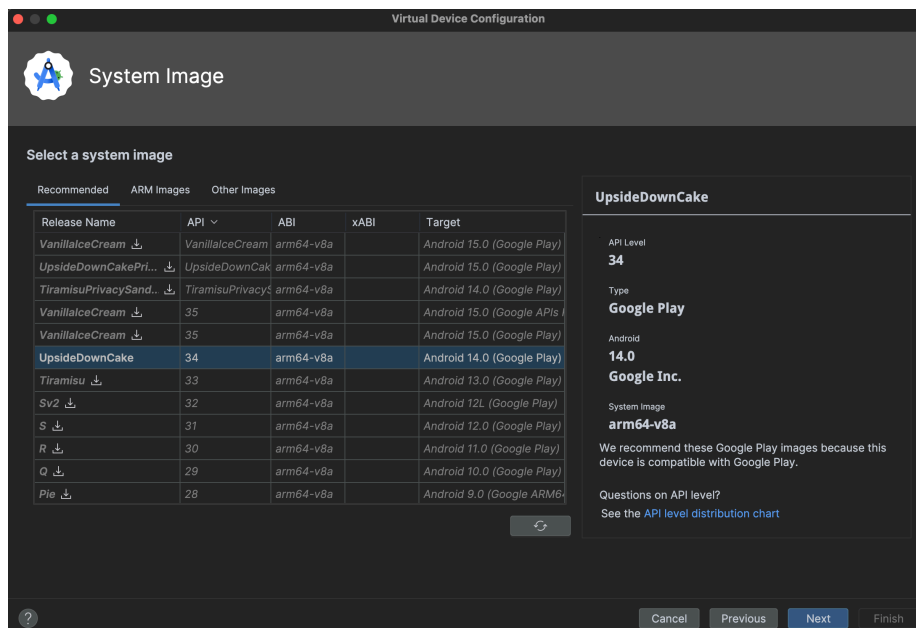 Virtual Device Configuration
System Image
Select a system image
Recommended ARM Images Other Images
Release Name API ABI xABI Target
VanillaIceCream VanillaIceCream arm64-v8a Android 15.0 (Google Play)
UpsideDownCakePri... UpsideDownCak arm64-v8a Android 15.0 (Google Play)
TiramisuPrivacySand.. TiramisuPrivacyS arm64-v8a Android 14.0 (Google Play)
VanillaIceCream 35 arm64-v8a Android 15.0 (Google APIs
VanillaIceCream 35 arm64-v8a Android 15.0 (Google Play)
UpsideDownCake 34 arm64-v8a Android 14.0 (Google Play)
Tiramisu 33 arm64-v8a Android 13.0 (Google Play)
Sv2 32 arm64-v8a Android 12L (Google Play)
S 31 arm64-v8a Android 12.0 (Google Play)
R 30 arm64-v8a Android 11.0 (Google Play)
Q 29 arm64-v8a Android 10.0 (Google Play)
Pie 28 arm64-v8a Android 9.0 (Google ARM64
UpsideDownCake
API Level
34
Type
Google Play
Android
14.0
Google Inc.
System Image
arm64-v8a
We recommend these Google Play images because this
device is compatible with Google Play.
Questions on API level?
See the API level distribution chart
? Cancel Previous Next Finish